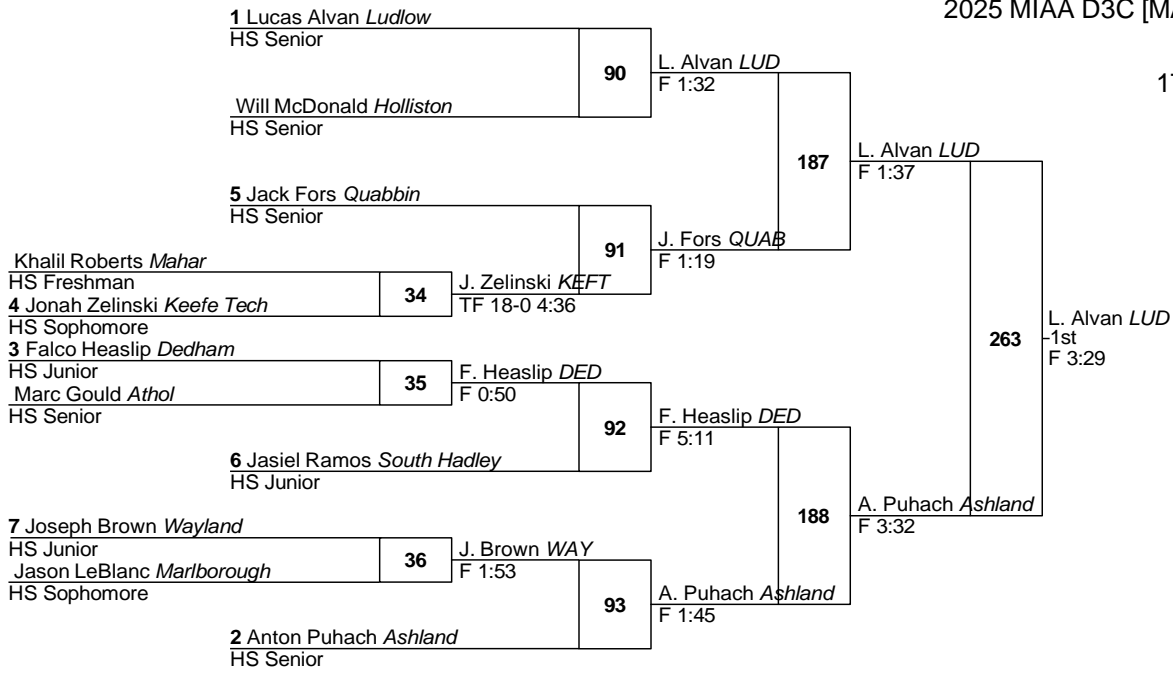 2025 MIAA D3C [MA
17
1 Lucas Alvan Ludlow
HS Senior
90
L. Alvan LUD
F 1:32
Will McDonald Holliston
HS Senior
187
L. Alvan LUD
F 1:37
5 Jack Fors Quabbin
HS Senior
91
J. Fors QUAB
F 1:19
Khalil Roberts Mahar
HS Freshman
34
J. Zelinski KEFT
TF 18-0 4:36
4 Jonah Zelinski Keefe Tech
HS Sophomore
263
L. Alvan LUD
1st
F 3:29
3 Falco Heaslip Dedham
HS Junior
35
F. Heaslip DED
F 0:50
Marc Gould Athol
HS Senior
92
F. Heaslip DED
F 5:11
6 Jasiel Ramos South Hadley
HS Junior
188
A. Puhach Ashland
F 3:32
7 Joseph Brown Wayland
HS Junior
36
J. Brown WAY
F 1:53
Jason LeBlanc Marlborough
HS Sophomore
93
A. Puhach Ashland
F 1:45
2 Anton Puhach Ashland
HS Senior